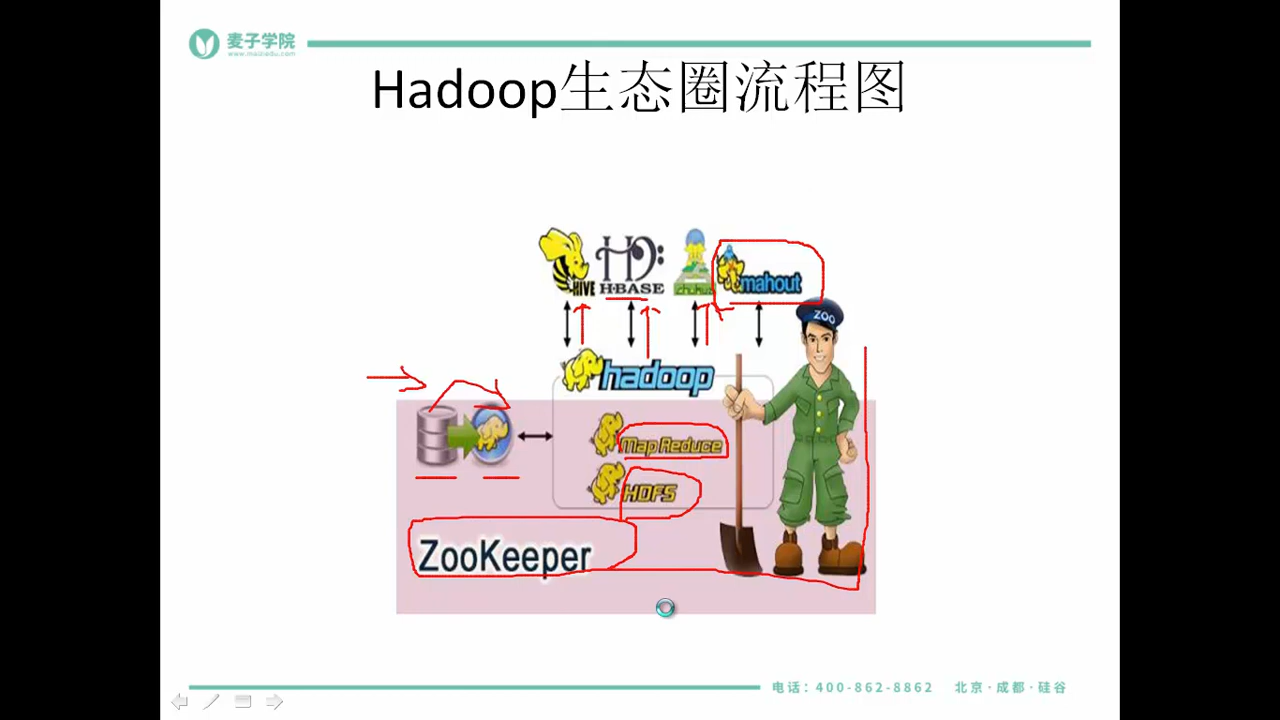 麦子学院
www.maiziedu.com
Hadoop生态圈流程图
HIVE
HBASE
chukwa
mahout
ZOO
hadoop
Map Reduce
HDFS
ZooKeeper
电话：400-862-8862 北京·成都·硅谷